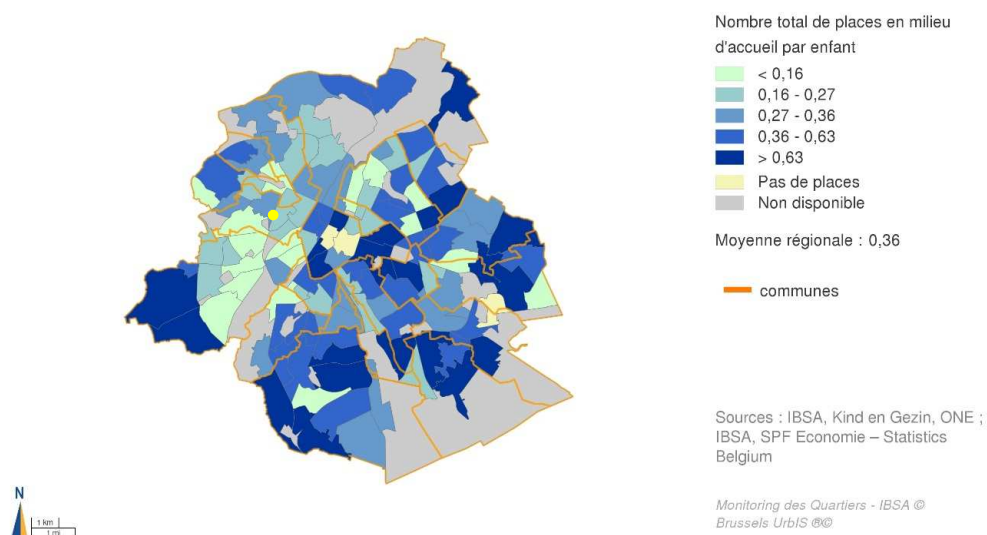 Nombre total de places en milieu
d'accueil par enfant
< 0,16
0,16 - 0,27
0,27 - 0,36
0,36 - 0,63
> 0,63
Pas de places
Non disponible
Moyenne régionale : 0,36
communes
Sources : IBSA, Kind en Gezin, ONE ;
IBSA, SPF Economie – Statistics
Belgium
Monitoring des Quartiers - IBSA ©
Brussels UrbIS ®©
N
1 km
1 mi